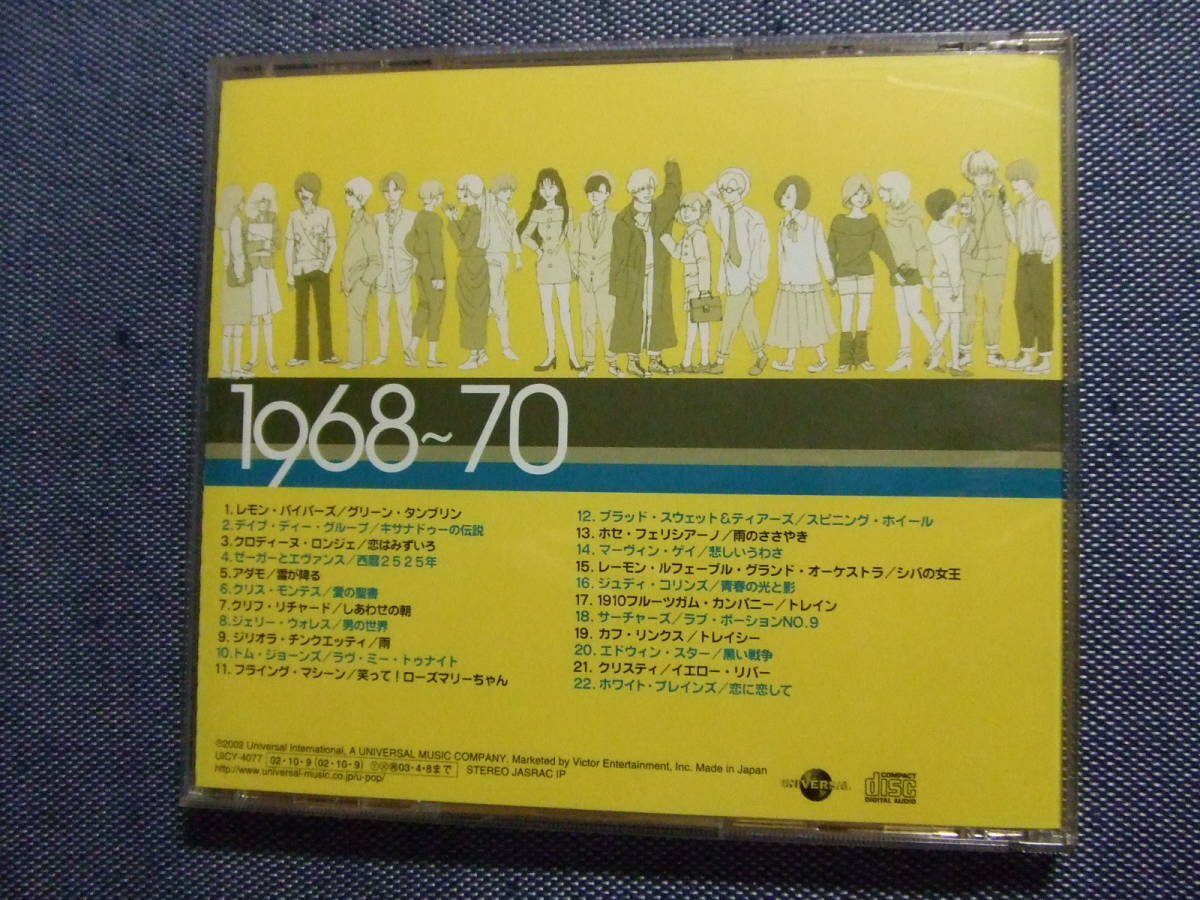 1968~70
1. レモン・パイパーズ／グリーン・タンブリン
2. デイブ・ディー・グループ／キサナドゥーの伝説
3. クロディーヌ・ロンジェ／恋はみずいろ
4. ゼーガーとエヴァンス／西暦2525年
5. アダモ／雪が降る
6. クリス・モンテス／愛の聖書
7. クリフ・リチャード／しあわせの朝
8. ジェリー・ウォレス／男の世界
9. ジリオラ・チンクエッティ／雨
10. トム・ジョーンズ／ラヴ・ミー・トゥナイト
11. フライング・マシーン／笑って！ローズマリーちゃん
12. ブラッド・スウェット＆ティアーズ／スピニング・ホイール
13. ホセ・フェリシアーノ／雨のささやき
14. マーヴィン・ゲイ／悲しいうわさ
15. レーモン・ルフェーブル・グランド・オーケストラ／シバの女王
16. ジュディ・コリンズ／青春の光と影
17. 1910フルーツガム・カンパニー／トレイン
18. サーチャーズ／ラブ・ポーションNO.9
19. カフ・リンクス／トレイシー
20. エドウィン・スター／黒い戦争
21. クリスティ／イエロー・リバー
22. ホワイト・プレインズ／恋に恋して
℗2002 Universal International, A UNIVERSAL MUSIC COMPANY. Marketed by Victor Entertainment, Inc. Made in Japan
UICY-4077 02・10・9 (02・10・9) 03・4・8まで STEREO JASRAC IP
http://www.universal-music.co.jp/u-pop/
UNIVERSAL
COMPACT
disc
DIGITAL AUDIO